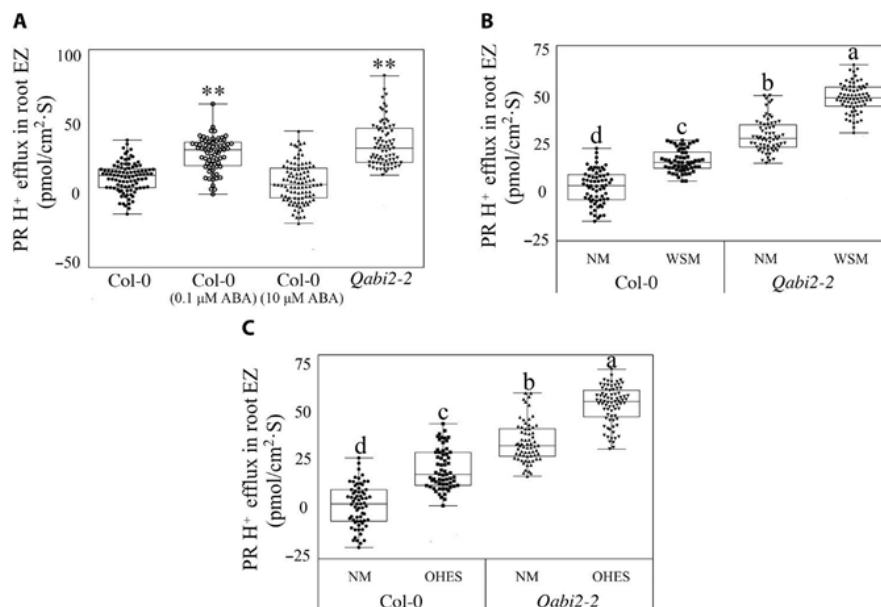 A
PR H⁺ efflux in root EZ
(pmol/cm²·S)
100
50
0
−50
**
**
Col-0
Col-0
Col-0
Qabi2-2
(0.1 μM ABA)
(10 μM ABA)
B
PR H⁺ efflux in root EZ
(pmol/cm²·S)
75
50
25
0
−25
d
c
b
a
NM
WSM
NM
WSM
Col-0
Qabi2-2
C
PR H⁺ efflux in root EZ
(pmol/cm²·S)
75
50
25
0
−25
d
c
b
a
NM
OHES
NM
OHES
Col-0
Qabi2-2